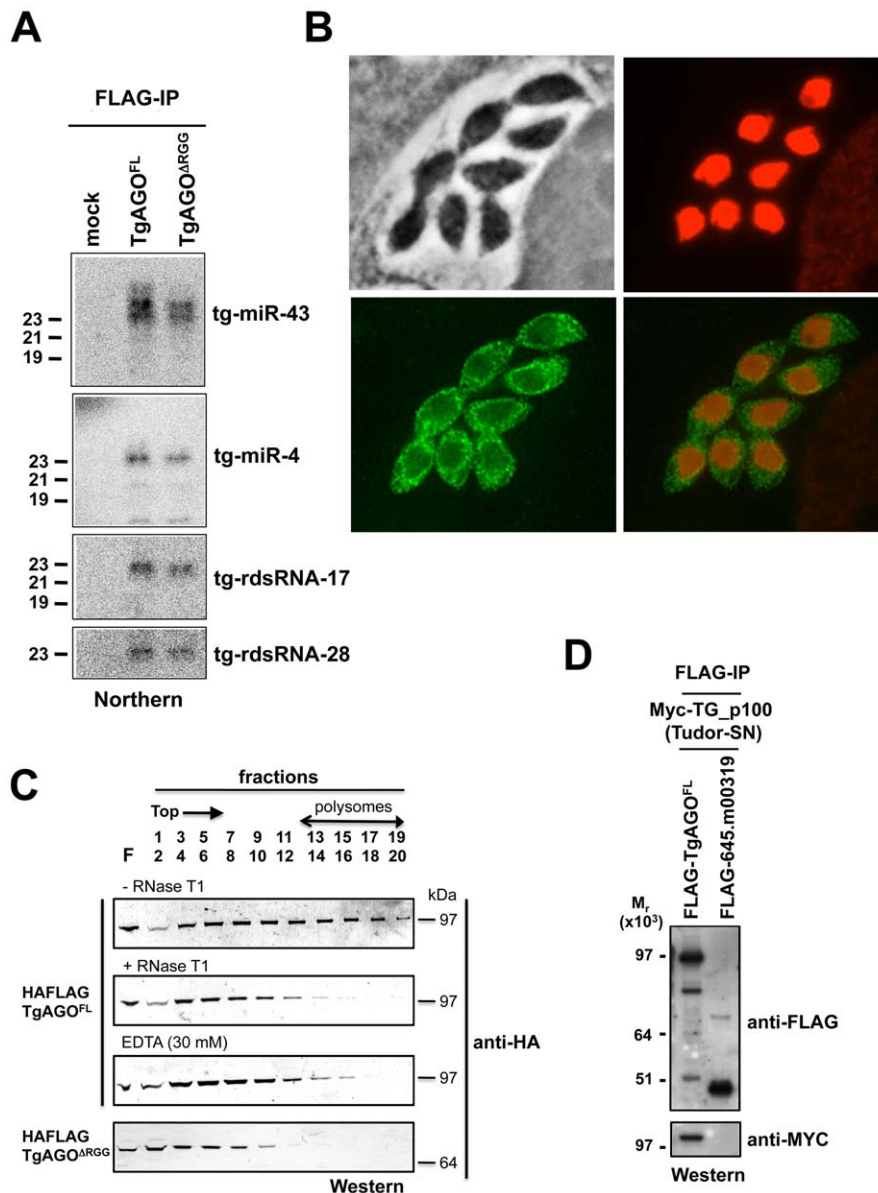 A
FLAG-IP
mock
TgAGO^FL
TgAGO^ΔRGG
23
21
19
tg-miR-43
23
21
19
tg-miR-4
23
21
19
tg-rdsRNA-17
23
tg-rdsRNA-28
Northern
B
C
fractions
Top
polysomes
F 1 3 5 7 9 11 13 15 17 19
2 4 6 8 10 12 14 16 18 20
kDa
- RNase T1
97
+ RNase T1
97
HAFLAG
TgAGO^FL
EDTA (30 mM)
97
anti-HA
HAFLAG
TgAGO^ΔRGG
64
Western
D
FLAG-IP
Myc-TG_p100
(Tudor-SN)
FLAG-TgAGO^FL
FLAG-645.m00319
Mr
(x10³)
97
64
51
anti-FLAG
97
anti-MYC
Western